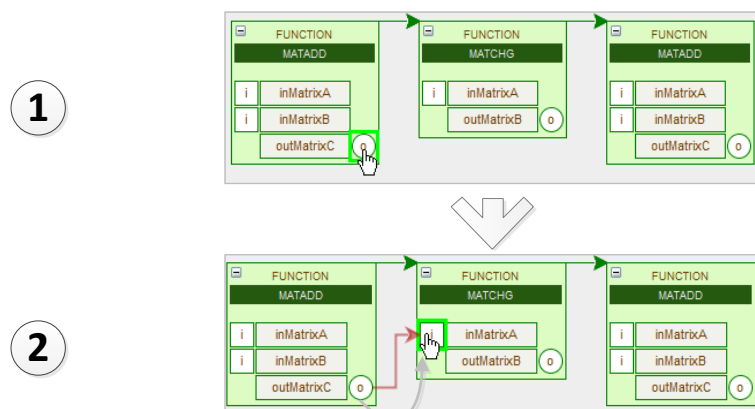 1
FUNCTION FUNCTION FUNCTION
MATADD MATCHG MATADD
i inMatrixA i inMatrixA i inMatrixA
i inMatrixB outMatrixB o i inMatrixB
outMatrixC o outMatrixC o
2
FUNCTION FUNCTION FUNCTION
MATADD MATCHG MATADD
i inMatrixA i inMatrixA i inMatrixA
i inMatrixB outMatrixB o i inMatrixB
outMatrixC o outMatrixC o